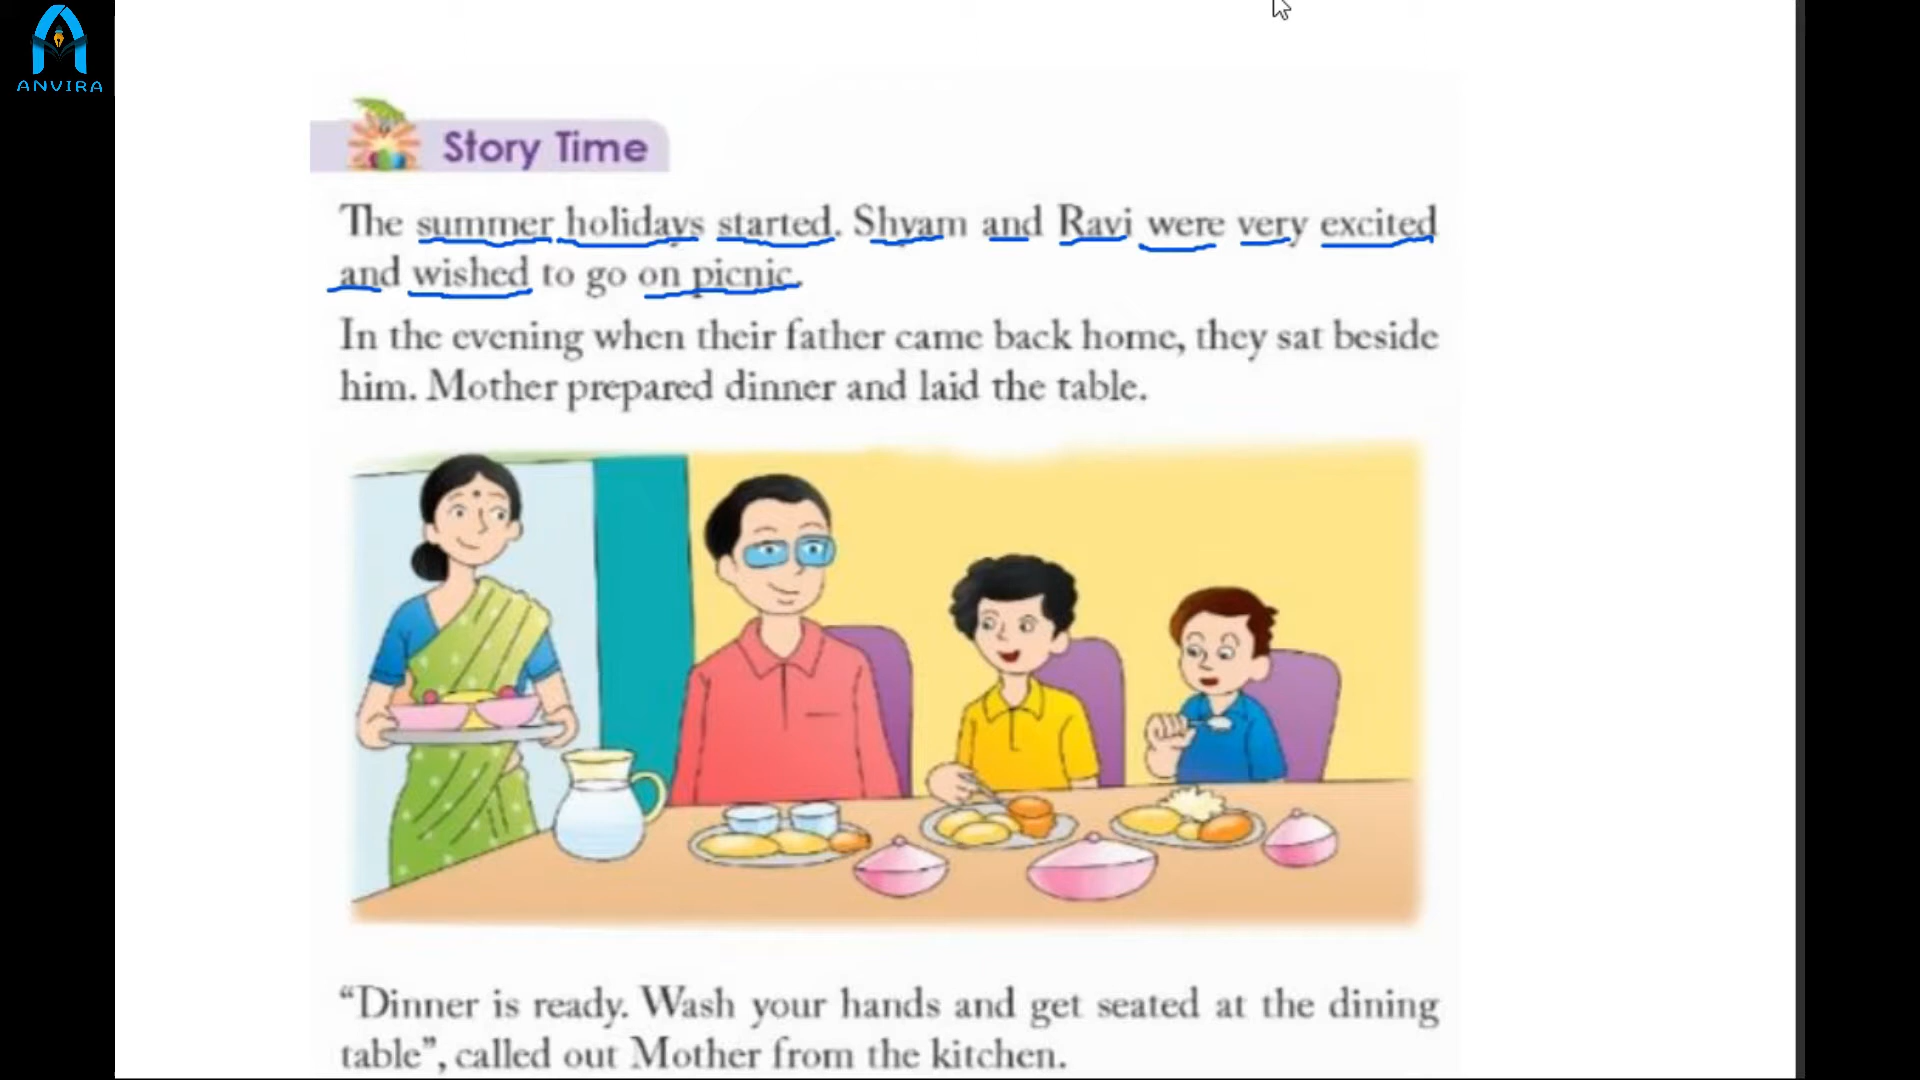 ANVIRA
Story Time
The summer holidays started. Shyam and Ravi were very excited
and wished to go on picnic.
In the evening when their father came back home, they sat beside
him. Mother prepared dinner and laid the table.
“Dinner is ready. Wash your hands and get seated at the dining
table”, called out Mother from the kitchen.